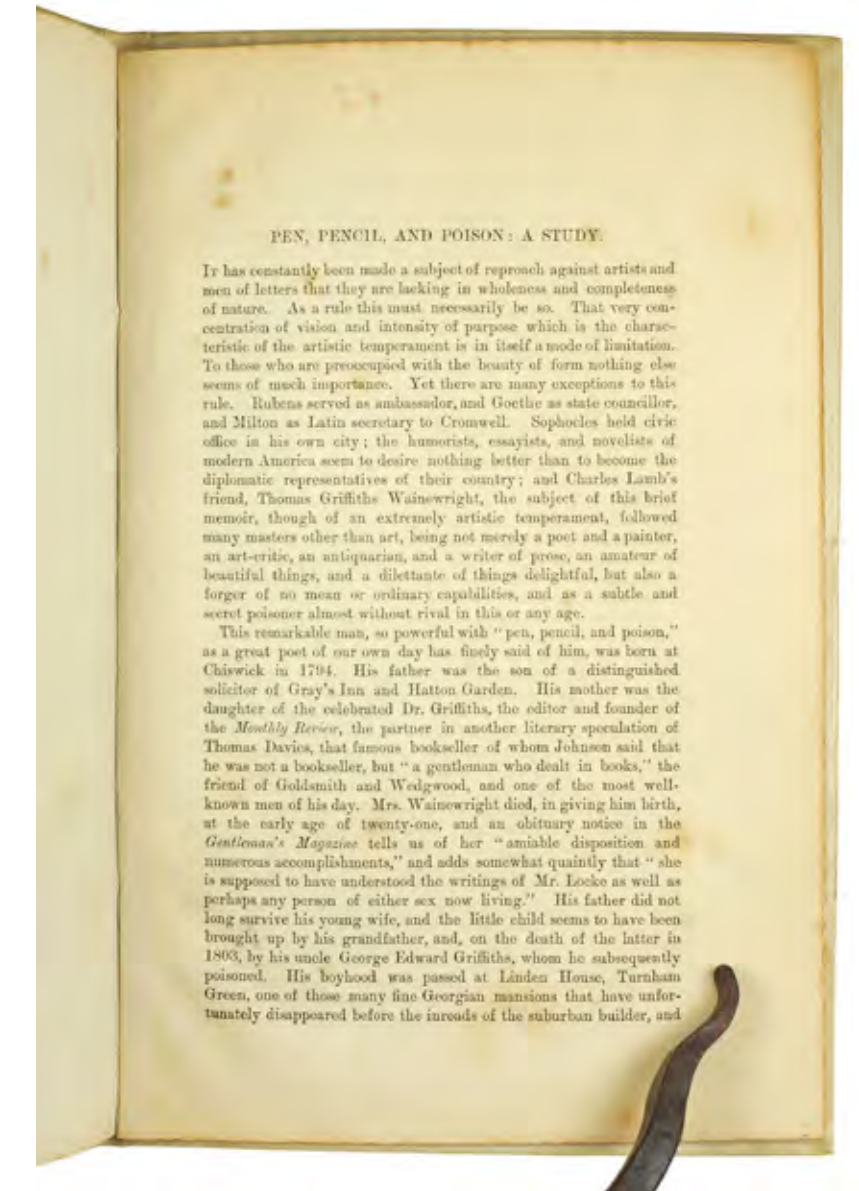 PEN, PENCIL, AND POISON: A STUDY.
IT has constantly been made a subject of reproach against artists and
men of letters that they are lacking in wholeness and completeness
of nature. As a rule this must necessarily be so. That very con-
centration of vision and intensity of purpose which is the charac-
teristic of the artistic temperament is in itself a mode of limitation.
To those who are preoccupied with the beauty of form nothing else
seems of much importance. Yet there are many exceptions to this
rule. Rubens served as ambassador, and Goethe as state councillor,
and Milton as Latin secretary to Cromwell. Sophocles held civic
office in his own city; the humorists, essayists, and novelists of
modern America seem to desire nothing better than to become the
diplomatic representatives of their country; and Charles Lamb's
friend, Thomas Griffiths Wainewright, the subject of this brief
memoir, though of an extremely artistic temperament, followed
many masters other than art, being not merely a poet and a painter,
an art-critic, an antiquarian, and a writer of prose, an amateur of
beautiful things, and a dilettante of things delightful, but also a
forger of no mean or ordinary capabilities, and as a subtle and
secret poisoner almost without rival in this or any age.
This remarkable man, so powerful with "pen, pencil, and poison,"
as a great poet of our own day has finely said of him, was born at
Chiswick in 1794. His father was the son of a distinguished
solicitor of Gray's Inn and Hatton Garden. His mother was the
daughter of the celebrated Dr. Griffiths, the editor and founder of
the Monthly Review, the partner in another literary speculation of
Thomas Davies, that famous bookseller of whom Johnson said that
he was not a bookseller, but "a gentleman who dealt in books," the
friend of Goldsmith and Wedgwood, and one of the most well-
known men of his day. Mrs. Wainewright died, in giving him birth,
at the early age of twenty-one, and an obituary notice in the
Gentleman's Magazine tells us of her "amiable disposition and
numerous accomplishments," and adds somewhat quaintly that "she
is supposed to have understood the writings of Mr. Locke as well as
perhaps any person of either sex now living." His father did not
long survive his young wife, and the little child seems to have been
brought up by his grandfather, and, on the death of the latter in
1803, by his uncle George Edward Griffiths, whom he subsequently
poisoned. His boyhood was passed at Linden House, Turnham
Green, one of those many fine Georgian mansions that have unfor-
tunately disappeared before the inroads of the suburban builder, and